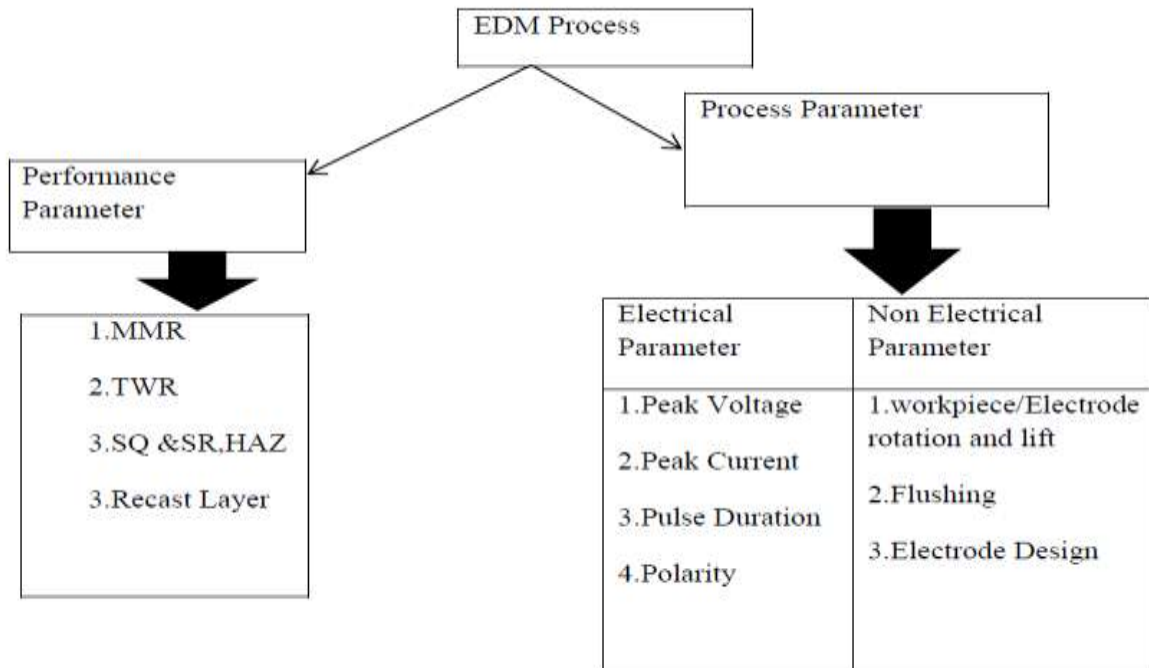 EDM Process
Process Parameter
Performance
Parameter
1.MMR
2.TWR
3.SQ &SR,HAZ
3.Recast Layer
Electrical
Parameter
Non Electrical
Parameter
1.Peak Voltage
2.Peak Current
3.Pulse Duration
4.Polarity
1.workpiece/Electrode
rotation and lift
2.Flushing
3.Electrode Design